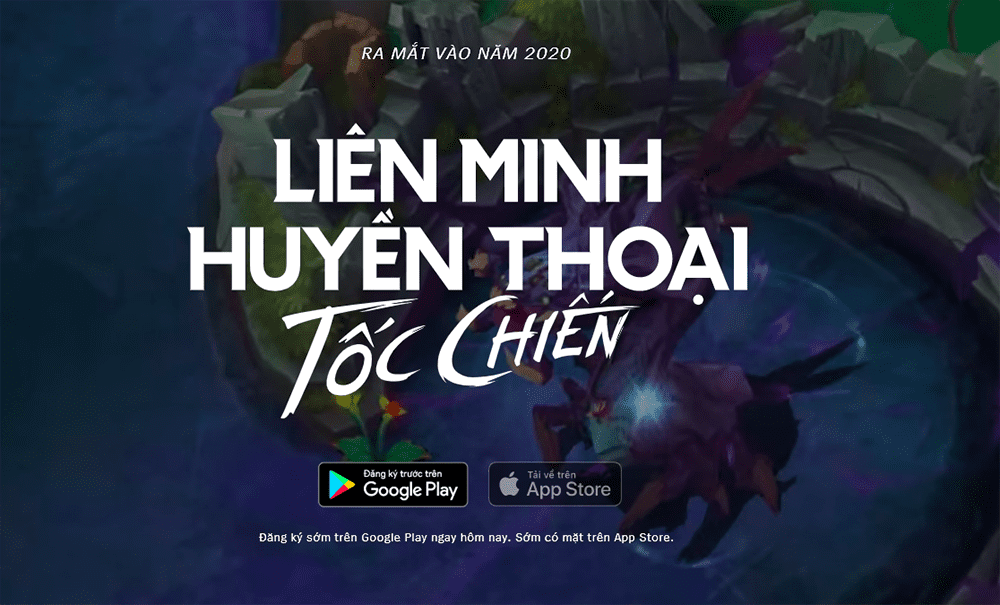 RA MẮT VÀO NĂM 2020
LIÊN MINH
HUYỀN THOẠI
TỐC CHIẾN
Đăng ký trước trên
Google Play
Tải về trên
App Store
Đăng ký sớm trên Google Play ngay hôm nay. Sớm có mặt trên App Store.